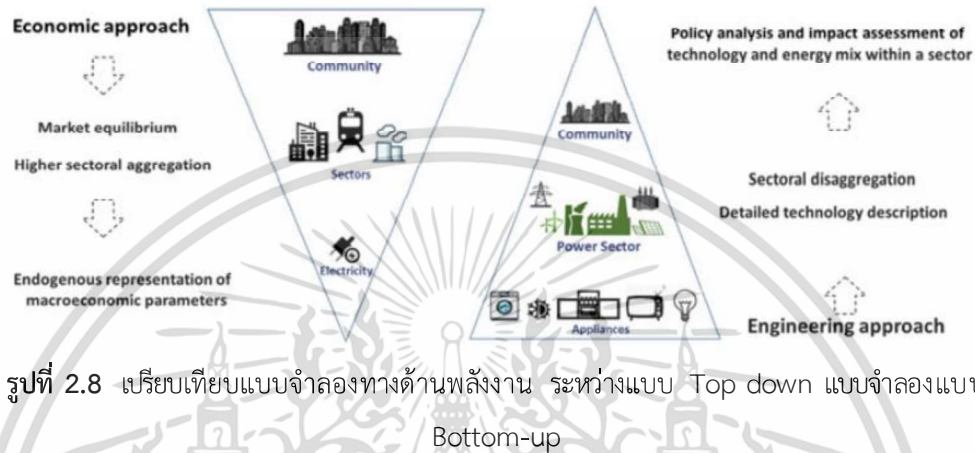 Economic approach
Market equilibrium
Higher sectoral aggregation
Endogenous representation of
macroeconomic parameters
Community
Sectors
Electricity
Community
Power Sector
Appliances
Policy analysis and impact assessment of
technology and energy mix within a sector
Sectoral disaggregation
Detailed technology description
Engineering approach
รูปที่ 2.8 เปรียบเทียบแบบจำลองทางด้านพลังงาน ระหว่างแบบ Top down แบบจำลองแบบ
Bottom-up